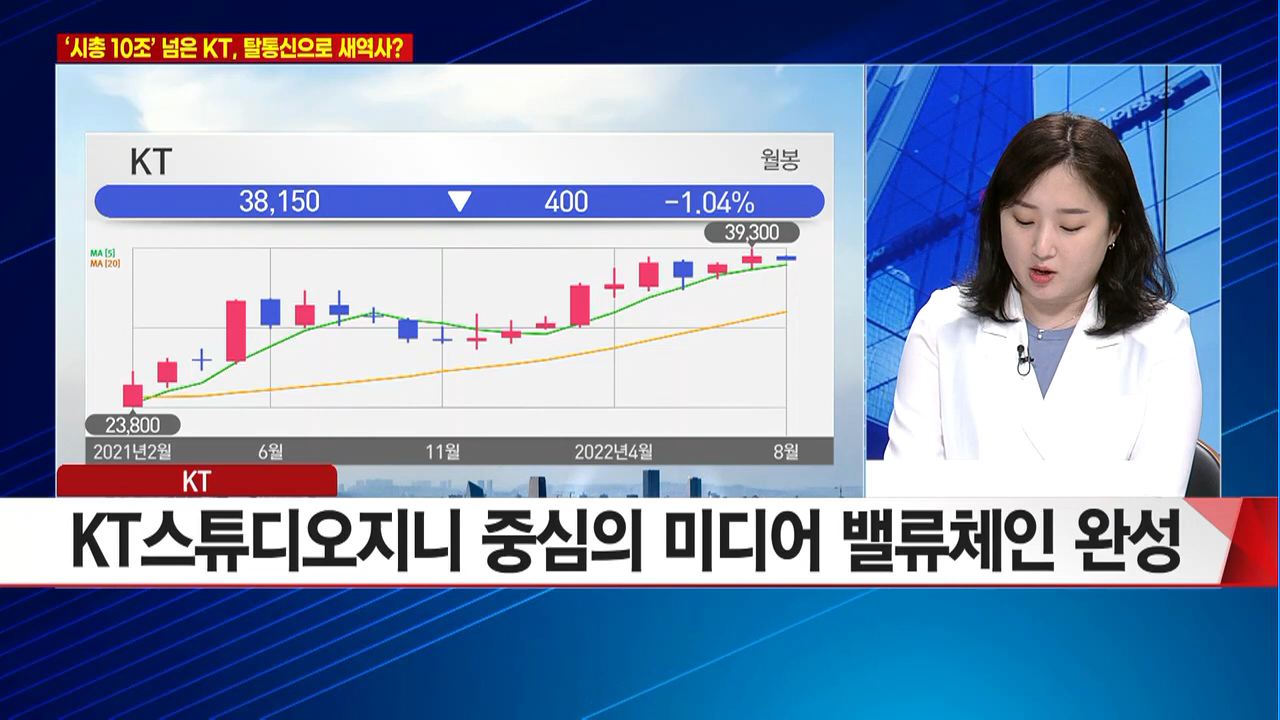 ‘시총 10조’ 넘은 KT, 탈통신으로 새역사?
KT
월봉
38,150 ▼ 400 -1.04%
39,300
MA [5]
MA [20]
23,800
2021년2월 6월 11월 2022년4월 8월
KT
KT스튜디오지니 중심의 미디어 밸류체인 완성